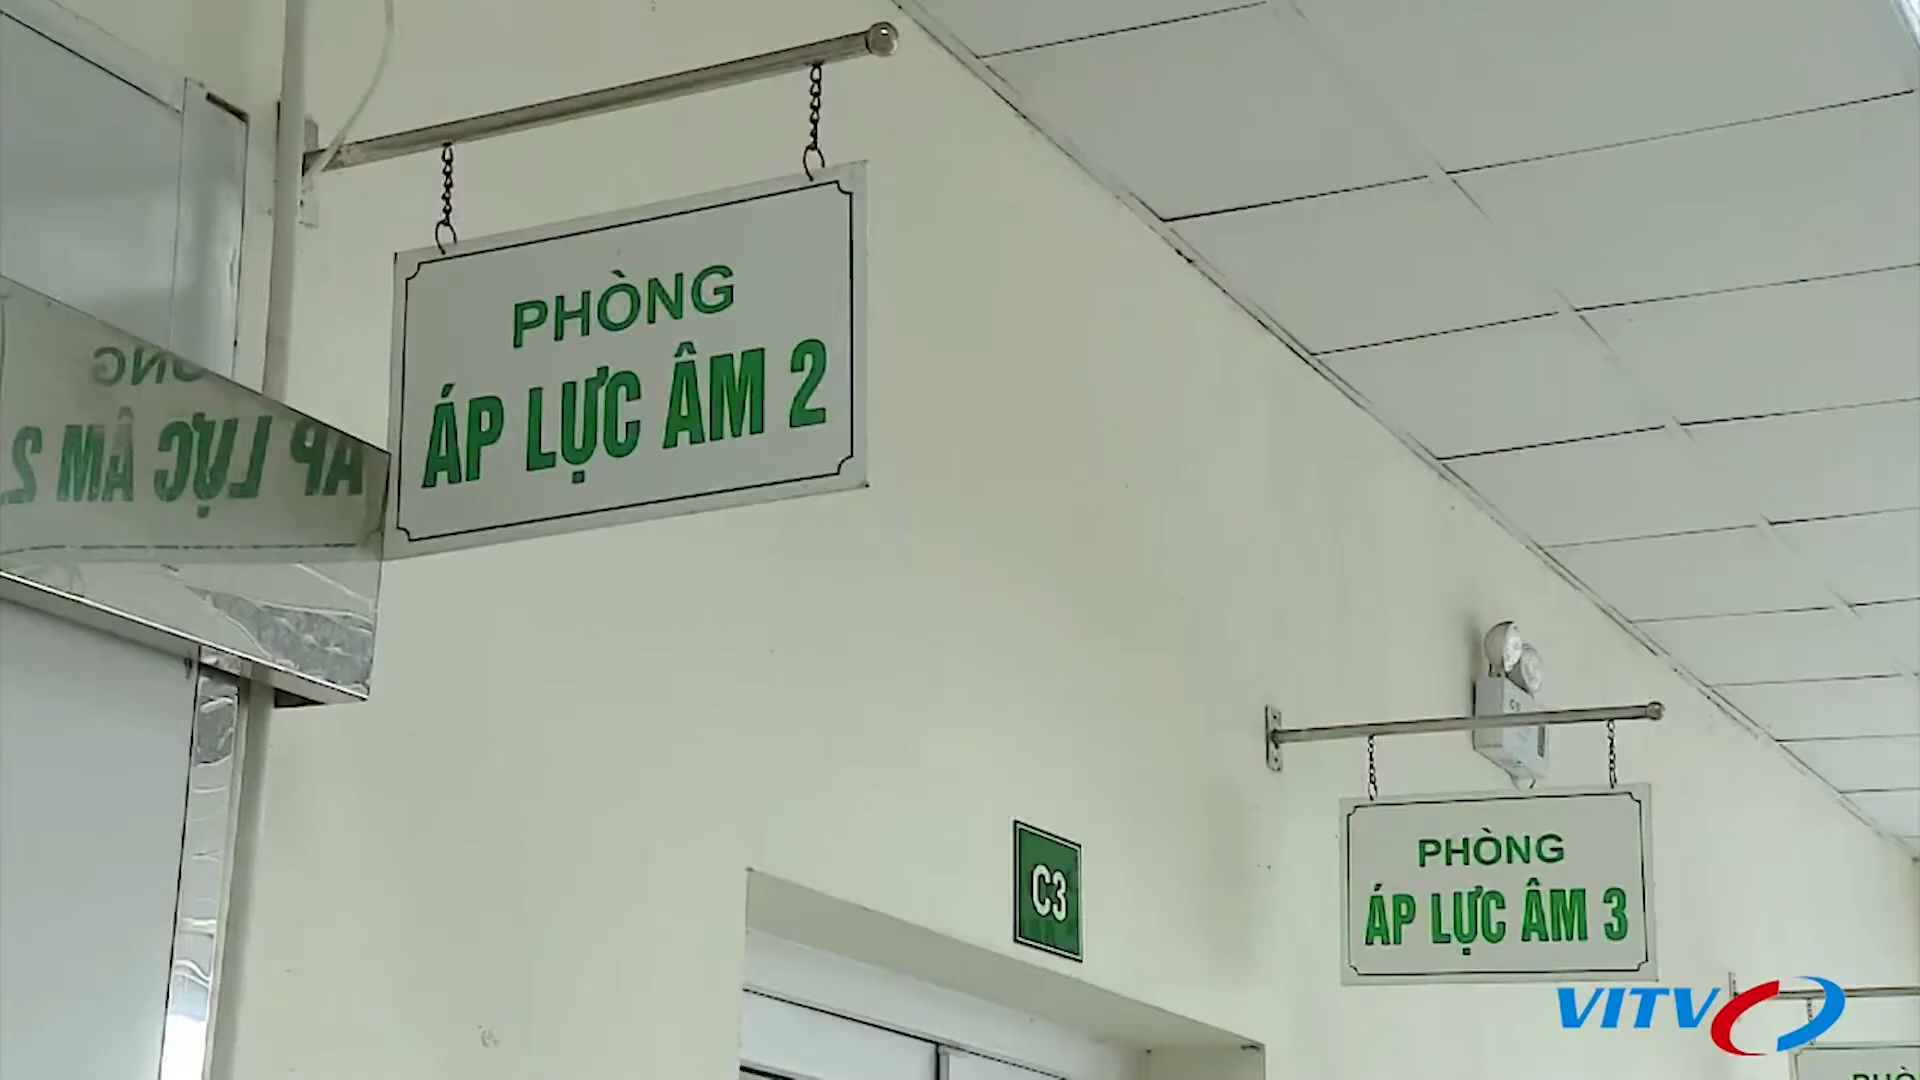 PHÒNG
ÁP LỰC ÂM 2
C3
PHÒNG
ÁP LỰC ÂM 3
VITV